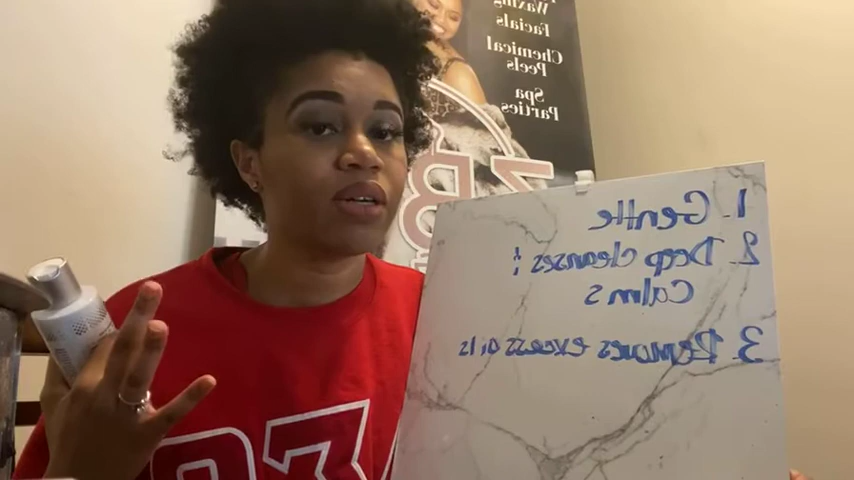 Waxing
Facials
Chemical
Peels
Spa
Parties
1. Gentle
2. Deep cleanses &
Calms
3. Removes excess oils